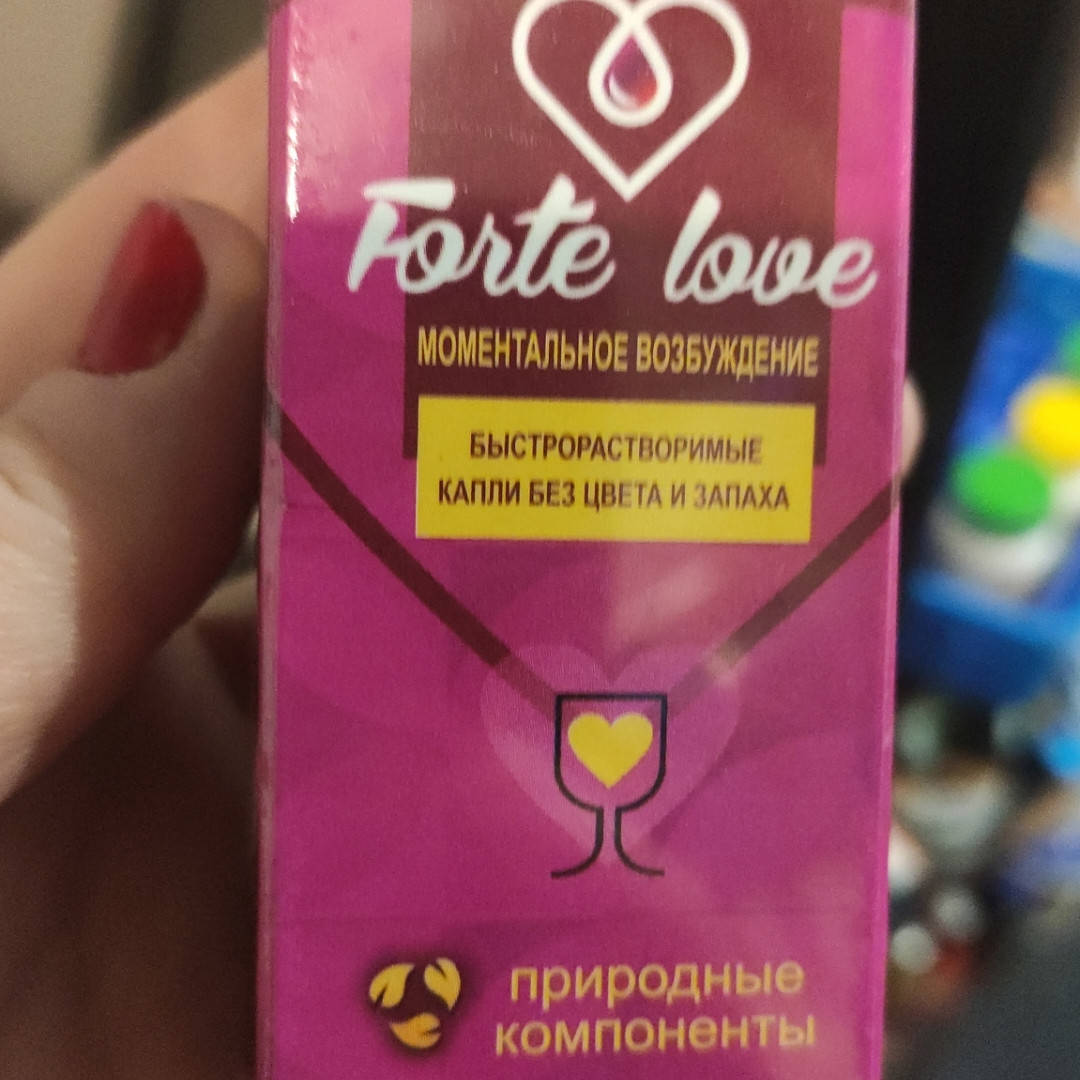 Forte love
МОМЕНТАЛЬНОЕ ВОЗБУЖДЕНИЕ
БЫСТРОРАСТВОРИМЫЕ
КАПЛИ БЕЗ ЦВЕТА И ЗАПАХА
природные
компоненты